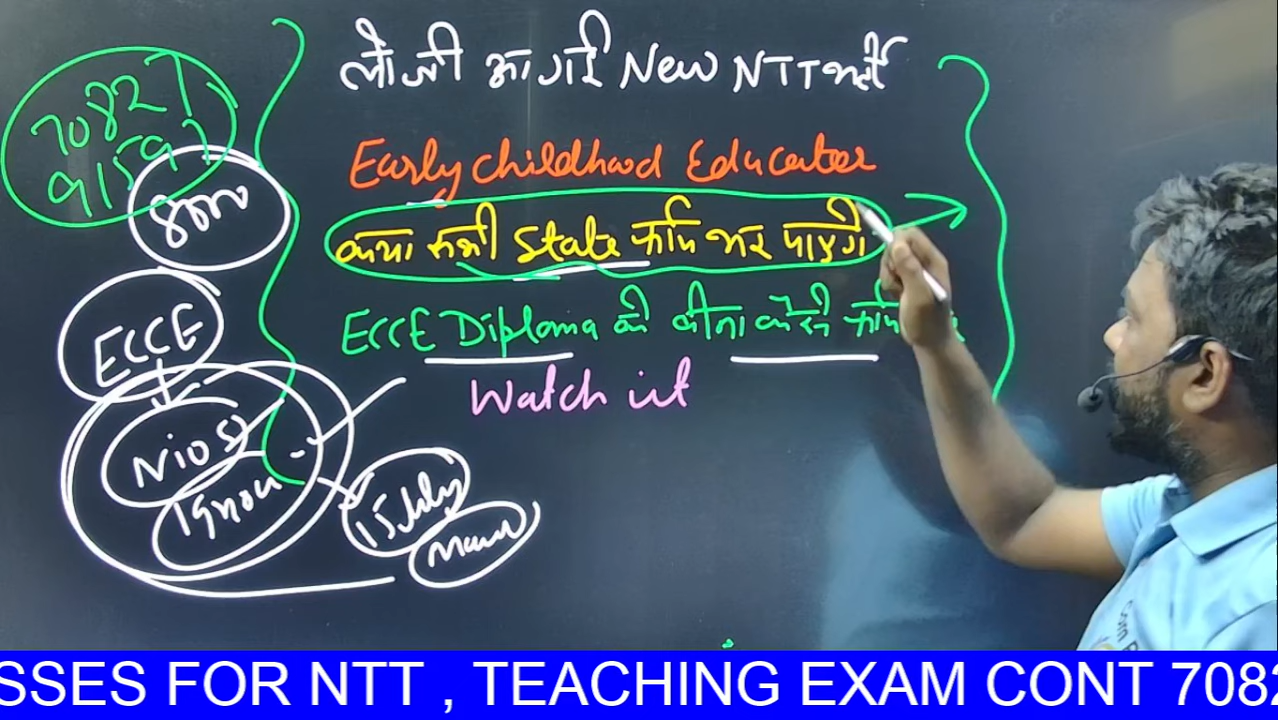 लो जी आ गई New NTT भर्ती
Early childhood Educator
क्या सभी State फॉर्म भर पाएंगे
ECCE Diploma की बीना कैसे फॉर्म
Watch it
70827
91597
8000
ECCE
Nios
Ignou
15 July
SSES FOR NTT , TEACHING EXAM CONT 7082